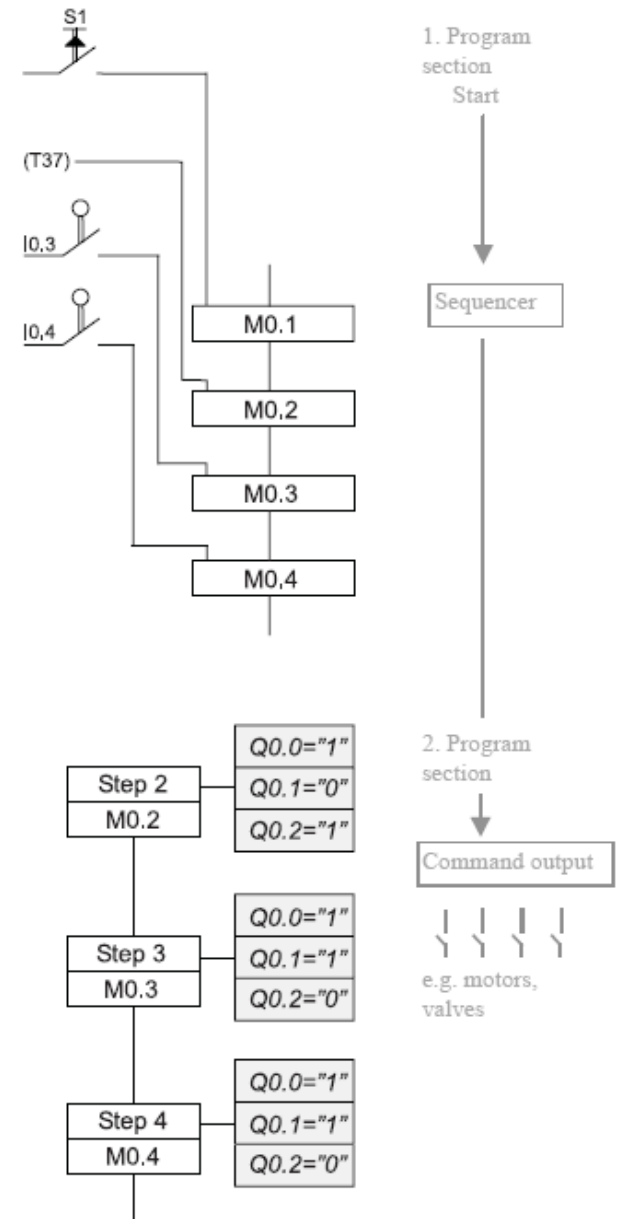 S1
(T37)
I0.3
I0,4
M0.1
M0,2
M0.3
M0,4
1. Program
section
Start
Sequencer
Step 2
M0.2
Q0.0="1"
Q0.1="0"
Q0.2="1"
Step 3
M0.3
Q0.0="1"
Q0.1="1"
Q0.2="0"
Step 4
M0.4
Q0.0="1"
Q0.1="1"
Q0.2="0"
2. Program
section
Command output
e.g. motors,
valves